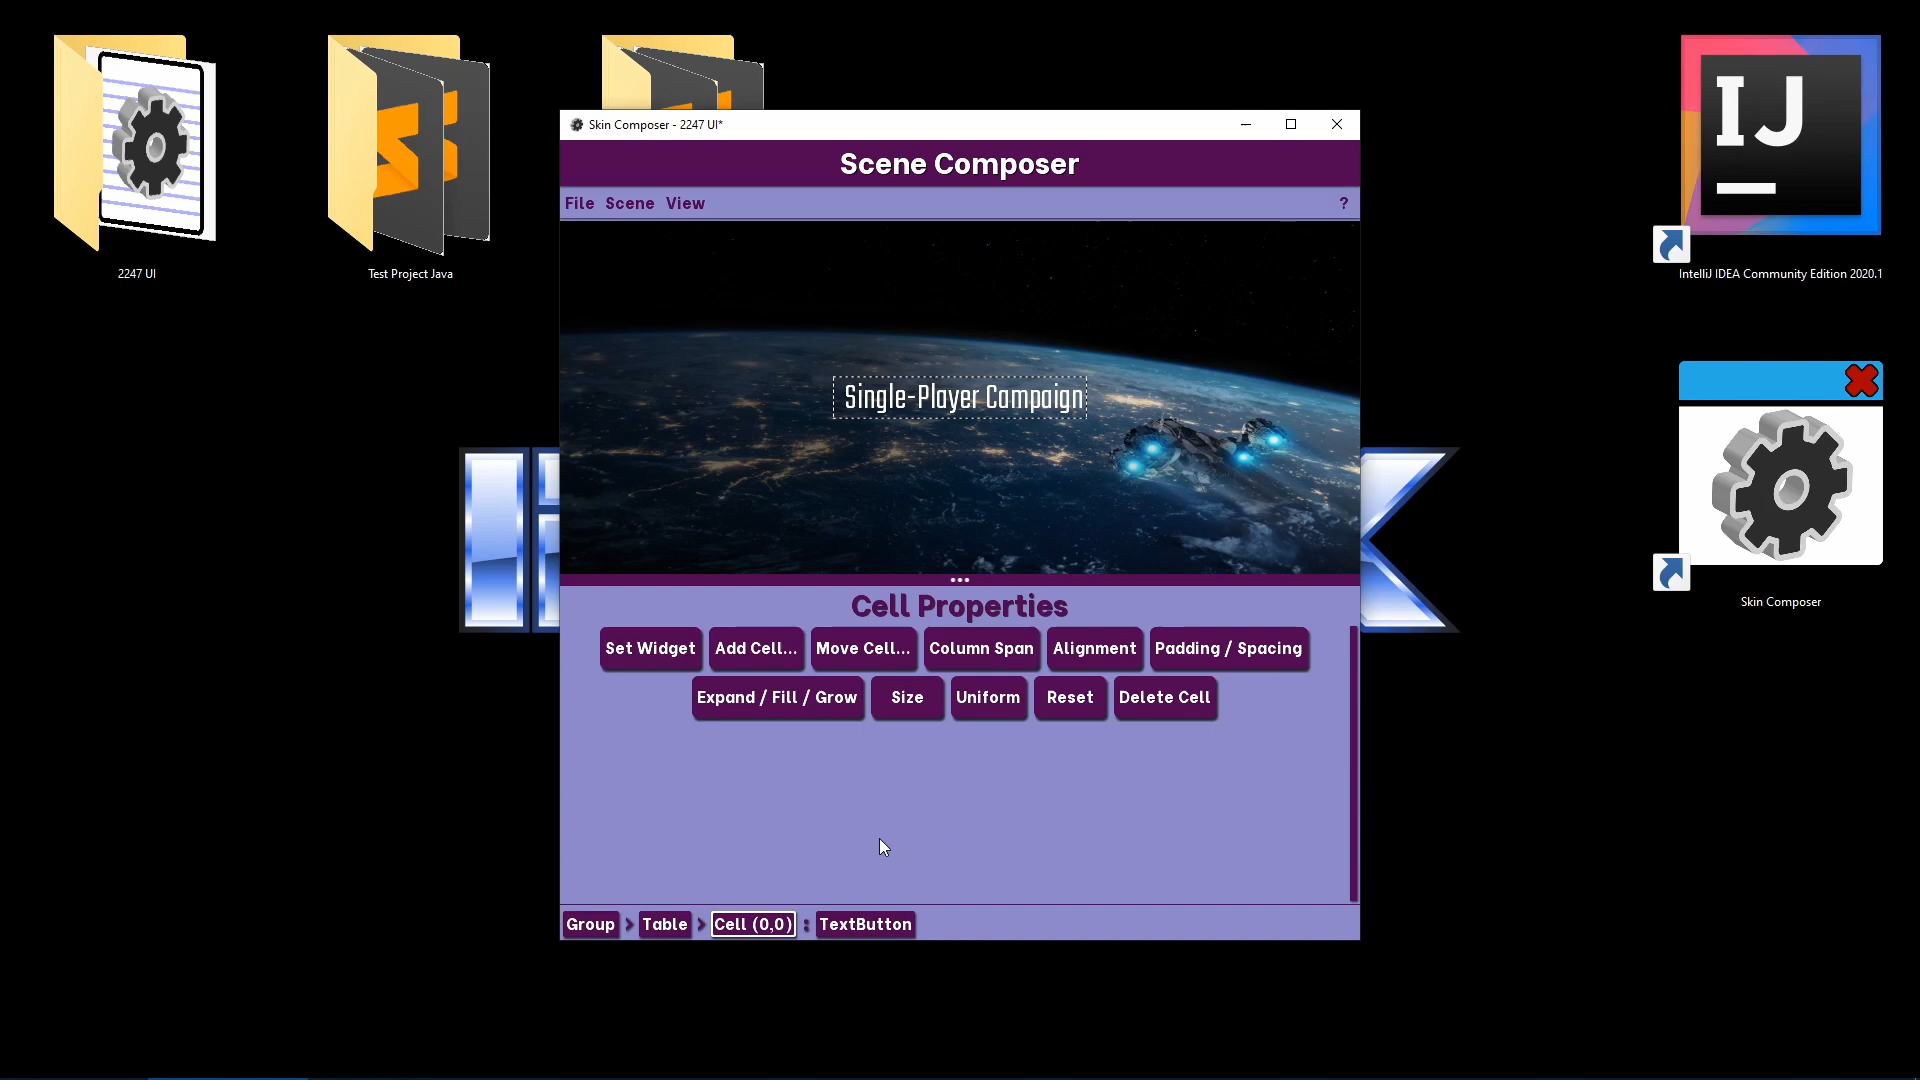 Skin Composer - 2247 UI*
Scene Composer
File Scene View ?
Single-Player Campaign
Cell Properties
Set Widget Add Cell... Move Cell... Column Span Alignment Padding / Spacing
Expand / Fill / Grow Size Uniform Reset Delete Cell
Group > Table > Cell (0,0) : TextButton
2247 UI
Test Project Java
IJ
IntelliJ IDEA Community Edition 2020.1
Skin Composer